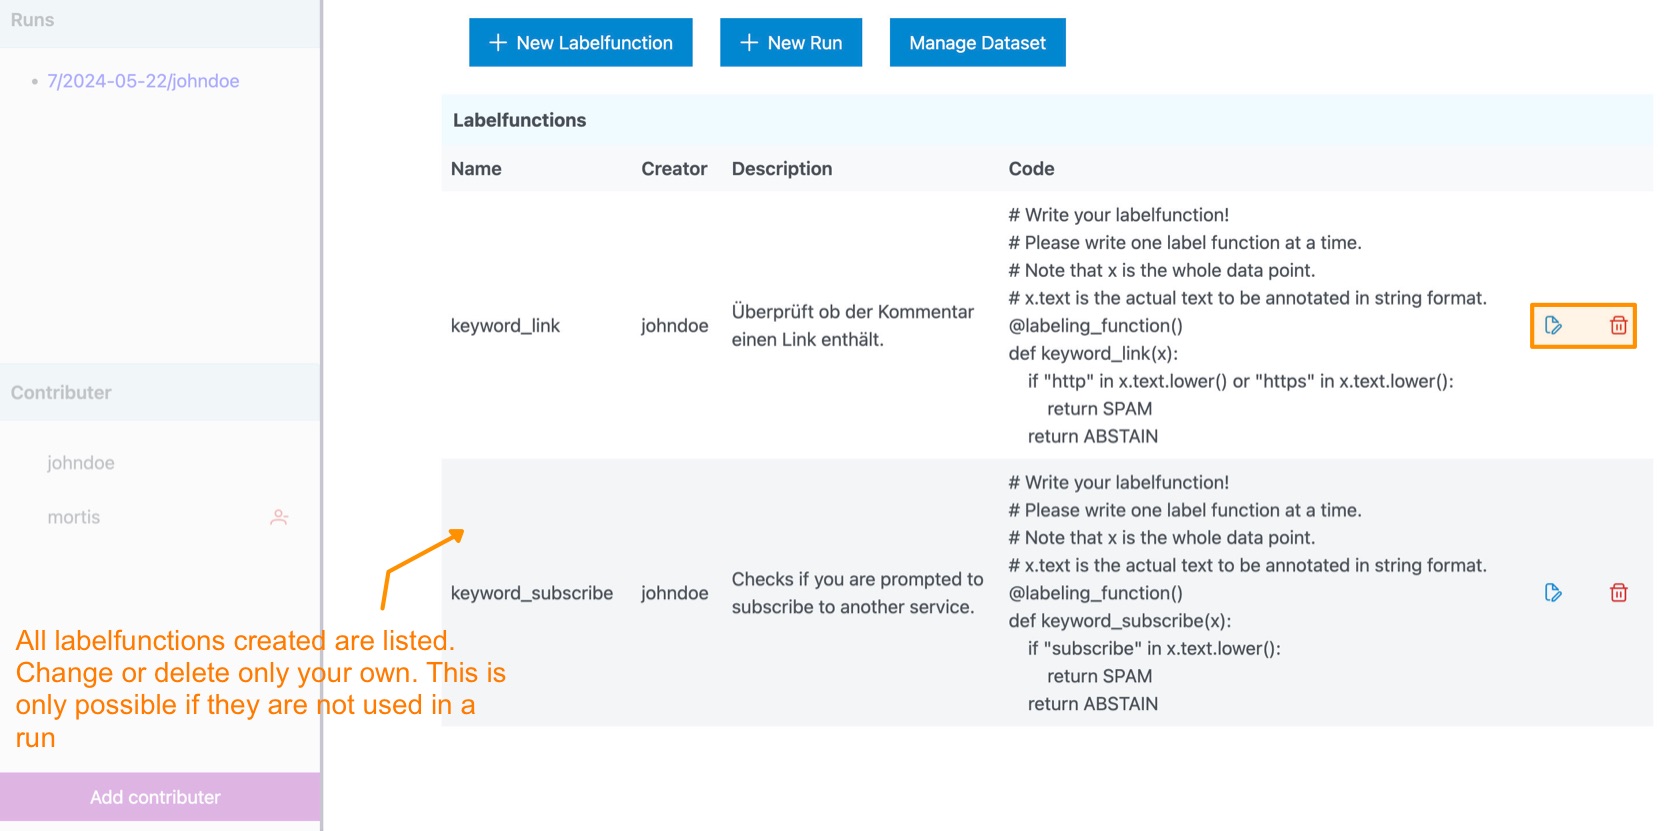 Runs
• 7/2024-05-22/johndoe
Contributer
johndoe
mortis
All labelfunctions created are listed.
Change or delete only your own. This is
only possible if they are not used in a
run
Add contributer
+ New Labelfunction
+ New Run
Manage Dataset
Labelfunctions
Name Creator Description Code
keyword_link
johndoe
Überprüft ob der Kommentar
einen Link enthält.
# Write your labelfunction!
# Please write one label function at a time.
# Note that x is the whole data point.
# x.text is the actual text to be annotated in string format.
@labeling_function()
def keyword_link(x):
if "http" in x.text.lower() or "https" in x.text.lower():
return SPAM
return ABSTAIN
keyword_subscribe
johndoe
Checks if you are prompted to
subscribe to another service.
# Write your labelfunction!
# Please write one label function at a time.
# Note that x is the whole data point.
# x.text is the actual text to be annotated in string format.
@labeling_function()
def keyword_subscribe(x):
if "subscribe" in x.text.lower():
return SPAM
return ABSTAIN